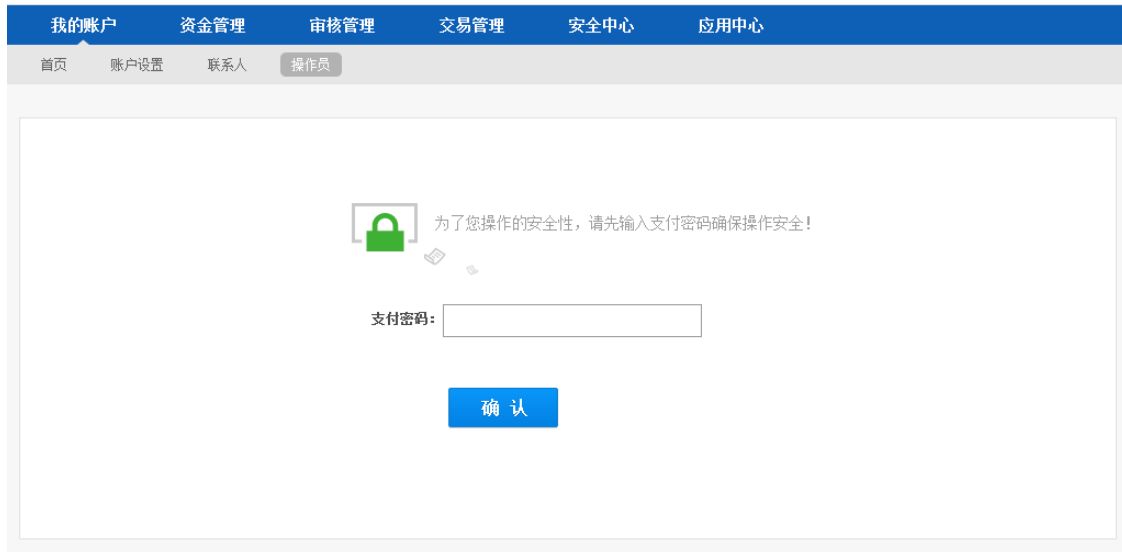 我的账户 资金管理 审核管理 交易管理 安全中心 应用中心
首页 账户设置 联系人 操作员
为了您操作的安全性，请先输入支付密码确保操作安全！
支付密码：
确 认